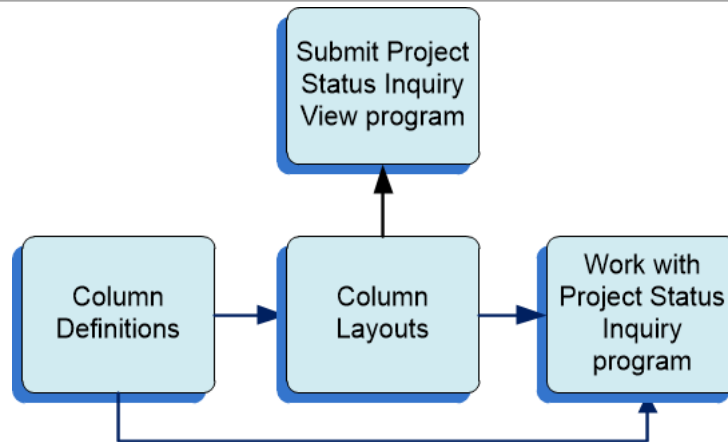 Submit Project
Status Inquiry
View program
Column
Definitions
Column
Layouts
Work with
Project Status
Inquiry
program